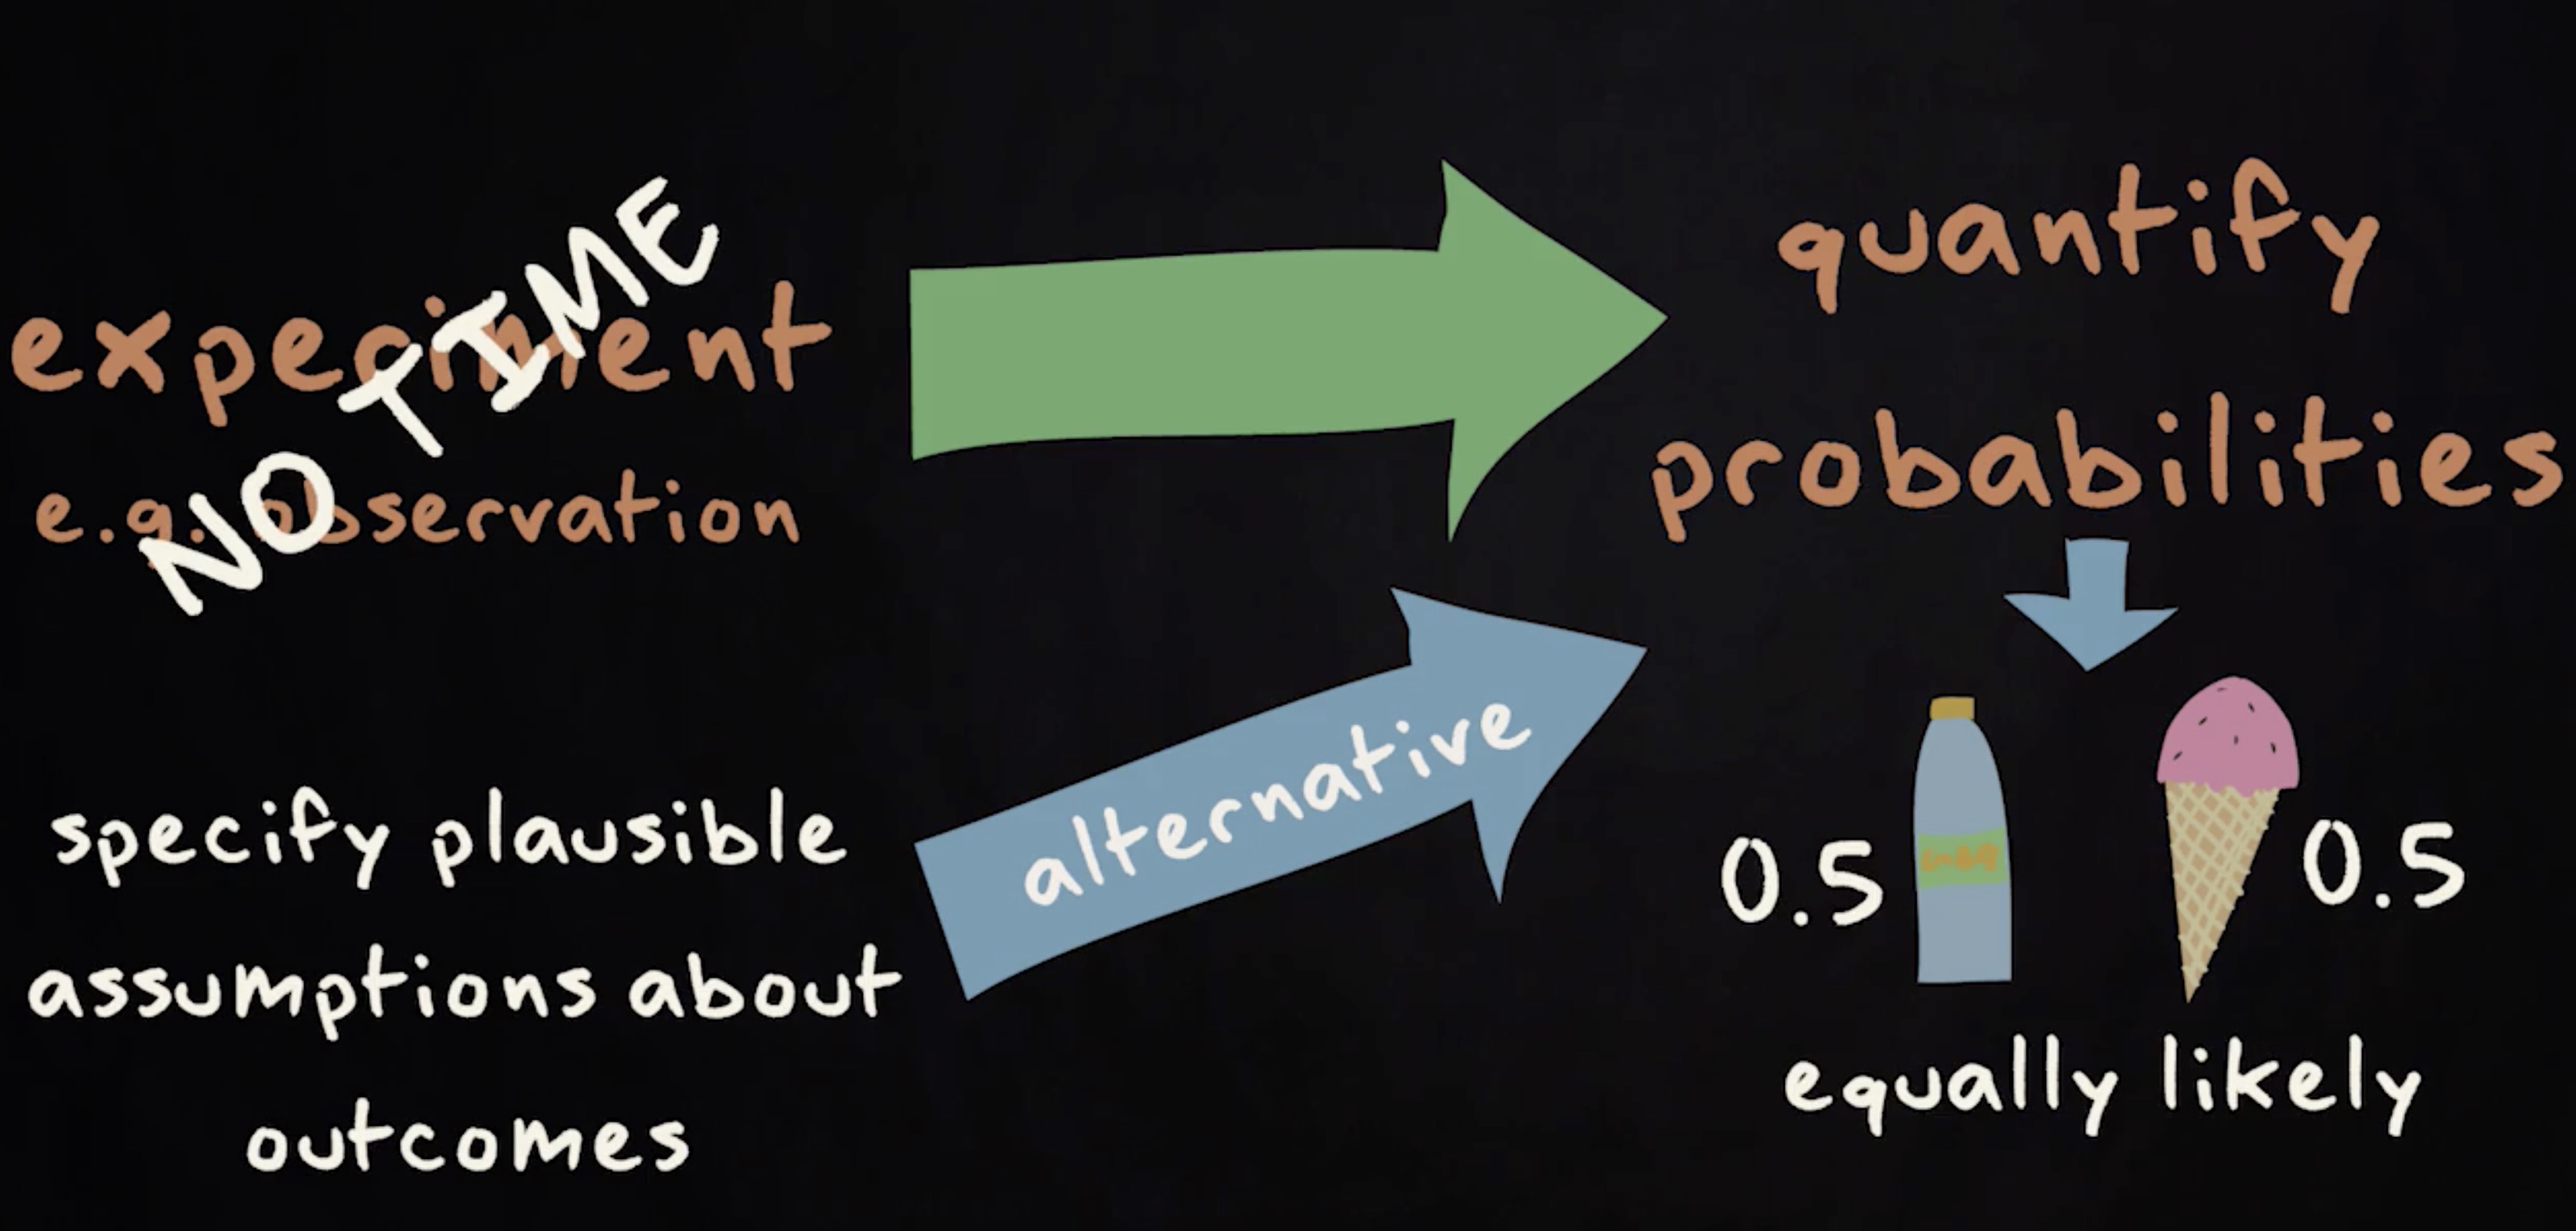 experiment
e.g. observation
NO TIME
quantify
probabilities
specify plausible
assumptions about
outcomes
alternative
0.5
0.5
equally likely